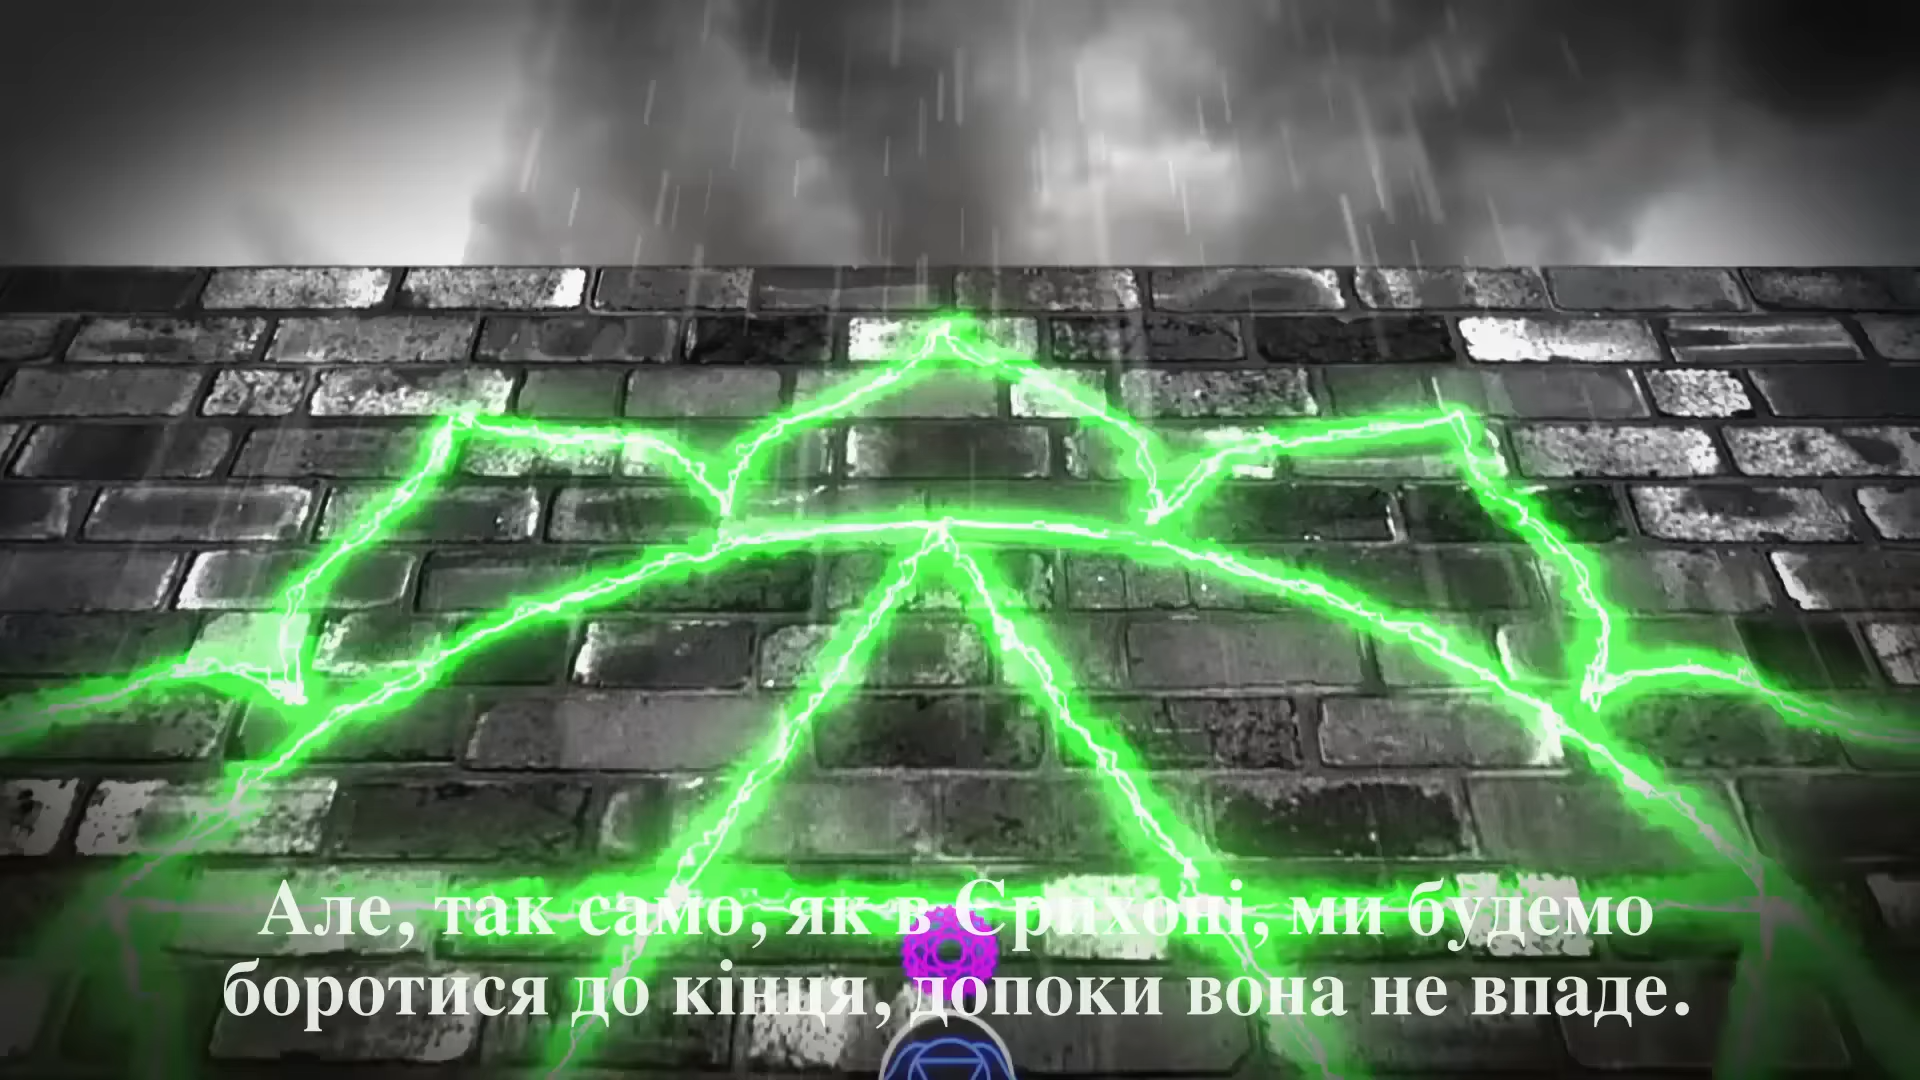 Але, так само, як в Єрихоні, ми будемо
боротися до кінця, допоки вона не впаде.